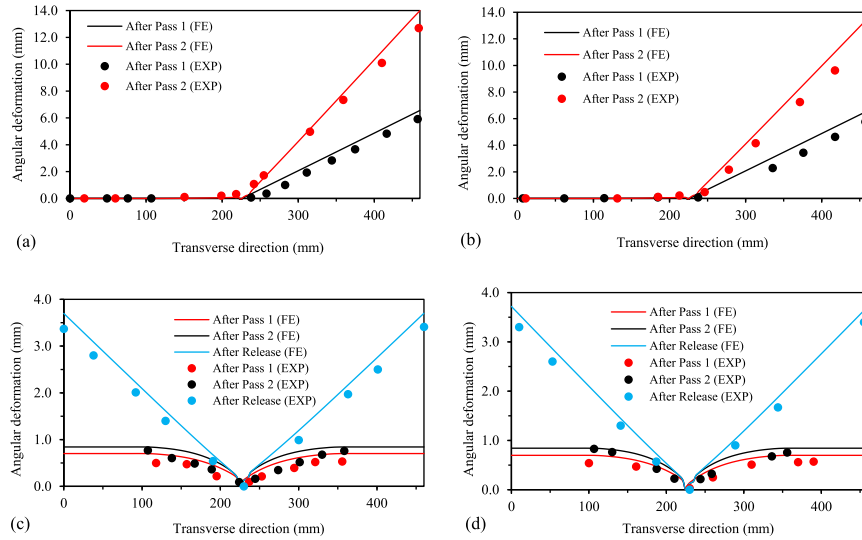 14.0
12.0
10.0
8.0
6.0
4.0
2.0
0.0
0
100
200
300
400
Angular deformation (mm)
Transverse direction (mm)
After Pass 1 (FE)
After Pass 2 (FE)
After Pass 1 (EXP)
After Pass 2 (EXP)
(a)
14.0
12.0
10.0
8.0
6.0
4.0
2.0
0.0
0
100
200
300
400
Angular deformation (mm)
Transverse direction (mm)
After Pass 1 (FE)
After Pass 2 (FE)
After Pass 1 (EXP)
After Pass 2 (EXP)
(b)
4.0
3.0
2.0
1.0
0.0
0
100
200
300
400
Angular deformation (mm)
Transverse direction (mm)
After Pass 1 (FE)
After Pass 2 (FE)
After Release (FE)
After Pass 1 (EXP)
After Pass 2 (EXP)
After Release (EXP)
(c)
4.0
3.0
2.0
1.0
0.0
0
100
200
300
400
Angular deformation (mm)
Transverse direction (mm)
After Pass 1 (FE)
After Pass 2 (FE)
After Release (FE)
After Pass 1 (EXP)
After Pass 2 (EXP)
After Release (EXP)
(d)